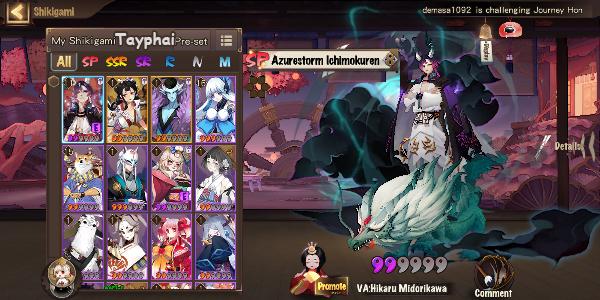 Shikigami
demasa1092 is challenging Journey Hon
My Shikigami Tayphai Pre-set
All SP SSR SR R N M
SP Azurestorm Ichimokuren
Details
Promote
VA:Hikaru Midorikawa
Comment